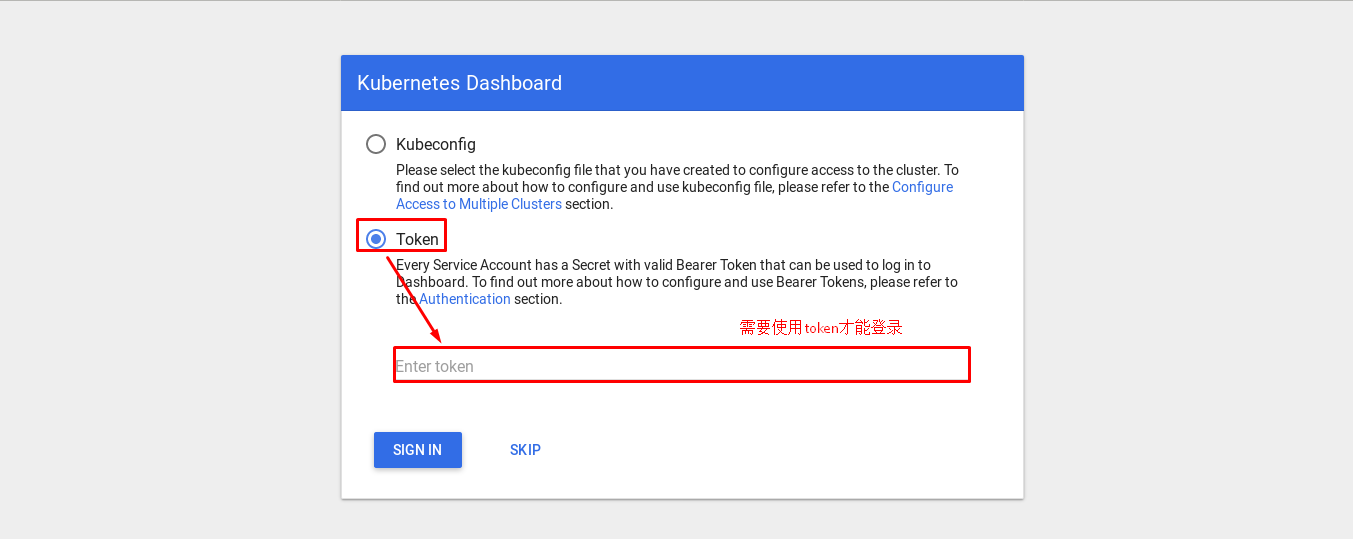 Kubernetes Dashboard
Kubeconfig
Please select the kubeconfig file that you have created to configure access to the cluster. To
find out more about how to configure and use kubeconfig file, please refer to the Configure
Access to Multiple Clusters section.
Token
Every Service Account has a Secret with valid Bearer Token that can be used to log in to
Dashboard. To find out more about how to configure and use Bearer Tokens, please refer to
the Authentication section.
需要使用token才能登录
Enter token
SIGN IN SKIP